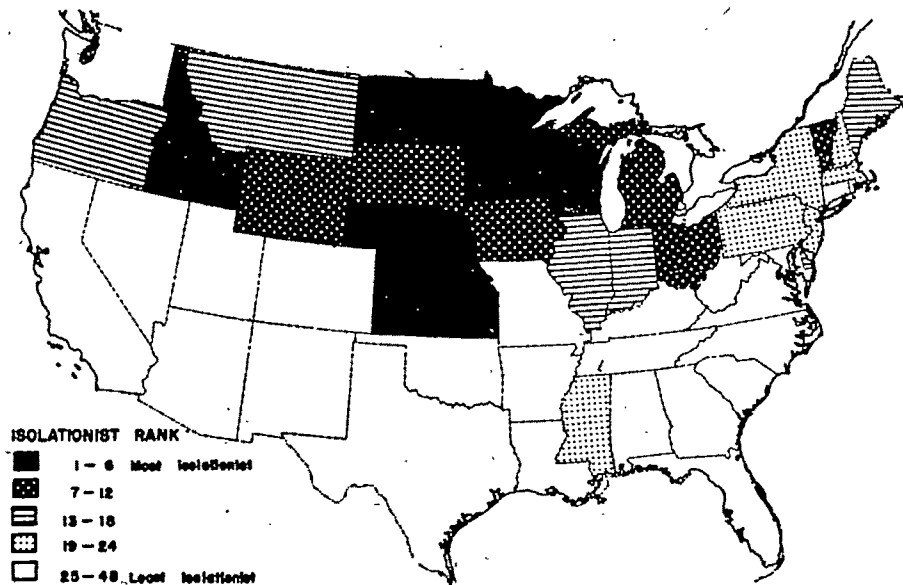 ISOLATIONIST RANK
1 – 6 Most Isolationist
7 – 12
13 – 18
19 – 24
25 – 48 Least Isolationist